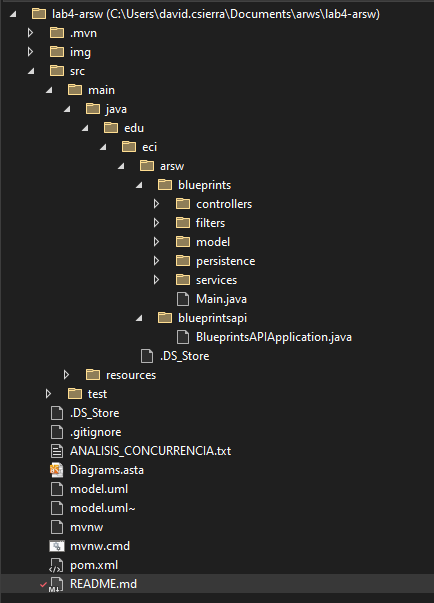 lab4-arsw (C:\Users\david.csierra\Documents\arws\lab4-arsw)
.mvn
img
src
main
java
edu
eci
arsw
blueprints
controllers
filters
model
persistence
services
Main.java
blueprintsapi
BlueprintsAPIApplication.java
.DS_Store
resources
test
.DS_Store
.gitignore
ANALISIS_CONCURRENCIA.txt
Diagrams.asta
model.uml
model.uml~
mvnw
mvnw.cmd
pom.xml
README.md